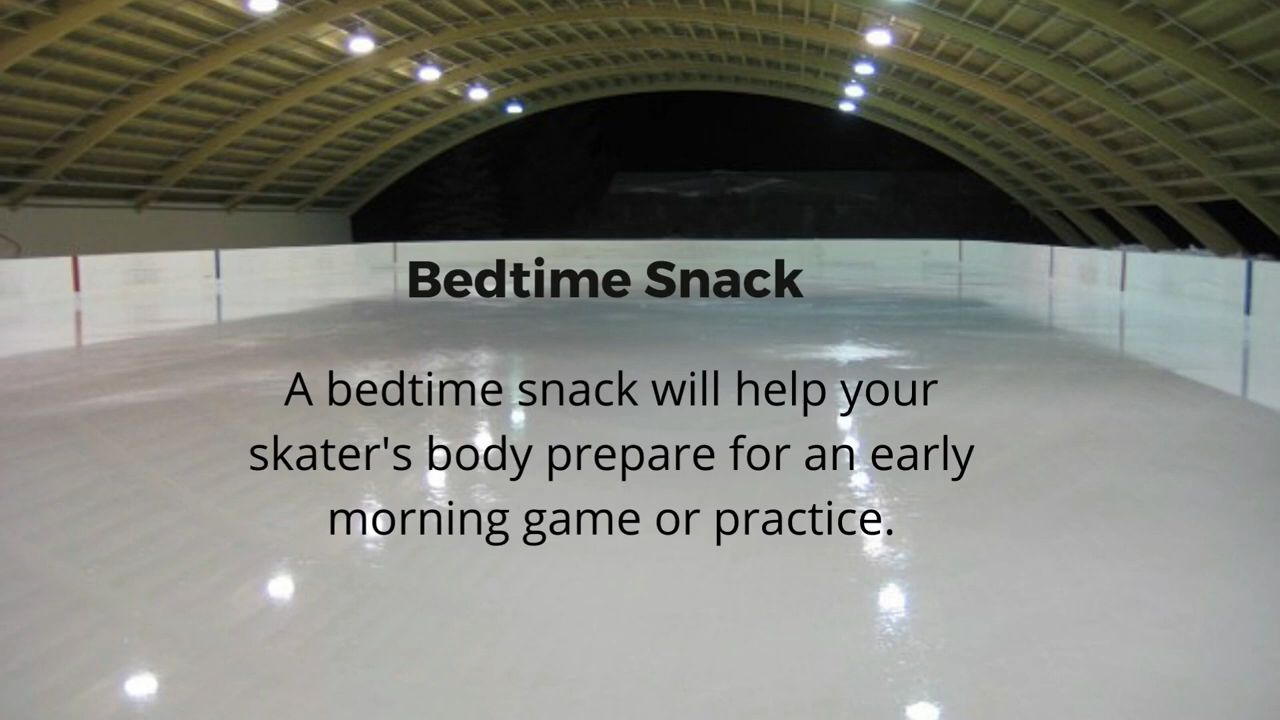 Bedtime Snack
A bedtime snack will help your
skater's body prepare for an early
morning game or practice.